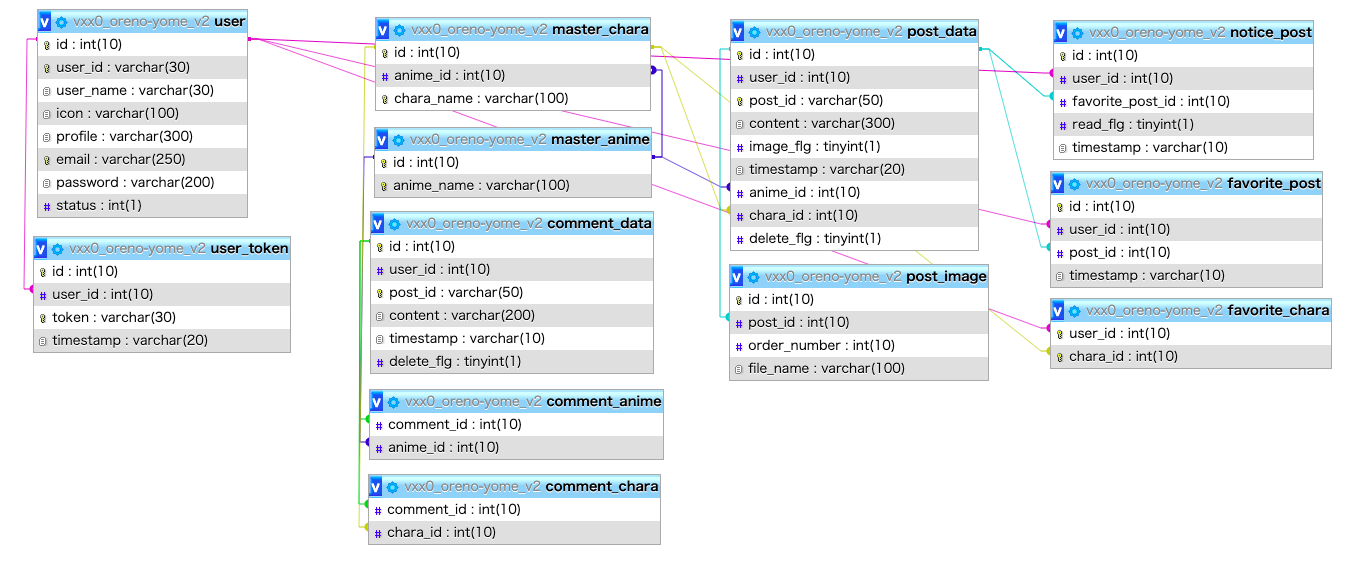 V vxx0_oreno-yome_v2 user
id : int(10)
user_id : varchar(30)
user_name : varchar(30)
icon : varchar(100)
profile : varchar(300)
email : varchar(250)
password : varchar(200)
# status : int(1)
V vxx0_oreno-yome_v2 user_token
id : int(10)
# user_id : int(10)
token : varchar(30)
timestamp : varchar(20)
V vxx0_oreno-yome_v2 master_chara
id : int(10)
# anime_id : int(10)
chara_name : varchar(100)
V vxx0_oreno-yome_v2 master_anime
id : int(10)
anime_name : varchar(100)
V vxx0_oreno-yome_v2 comment_data
id : int(10)
# user_id : int(10)
post_id : varchar(50)
content : varchar(200)
timestamp : varchar(10)
# delete_flg : tinyint(1)
V vxx0_oreno-yome_v2 comment_anime
# comment_id : int(10)
# anime_id : int(10)
V vxx0_oreno-yome_v2 comment_chara
# comment_id : int(10)
# chara_id : int(10)
V vxx0_oreno-yome_v2 post_data
id : int(10)
# user_id : int(10)
post_id : varchar(50)
content : varchar(300)
# image_flg : tinyint(1)
timestamp : varchar(20)
# anime_id : int(10)
# chara_id : int(10)
# delete_flg : tinyint(1)
V vxx0_oreno-yome_v2 post_image
id : int(10)
# post_id : int(10)
# order_number : int(10)
file_name : varchar(100)
V vxx0_oreno-yome_v2 notice_post
id : int(10)
# user_id : int(10)
# favorite_post_id : int(10)
# read_flg : tinyint(1)
timestamp : varchar(10)
V vxx0_oreno-yome_v2 favorite_post
id : int(10)
# user_id : int(10)
# post_id : int(10)
timestamp : varchar(10)
V vxx0_oreno-yome_v2 favorite_chara
user_id : int(10)
chara_id : int(10)